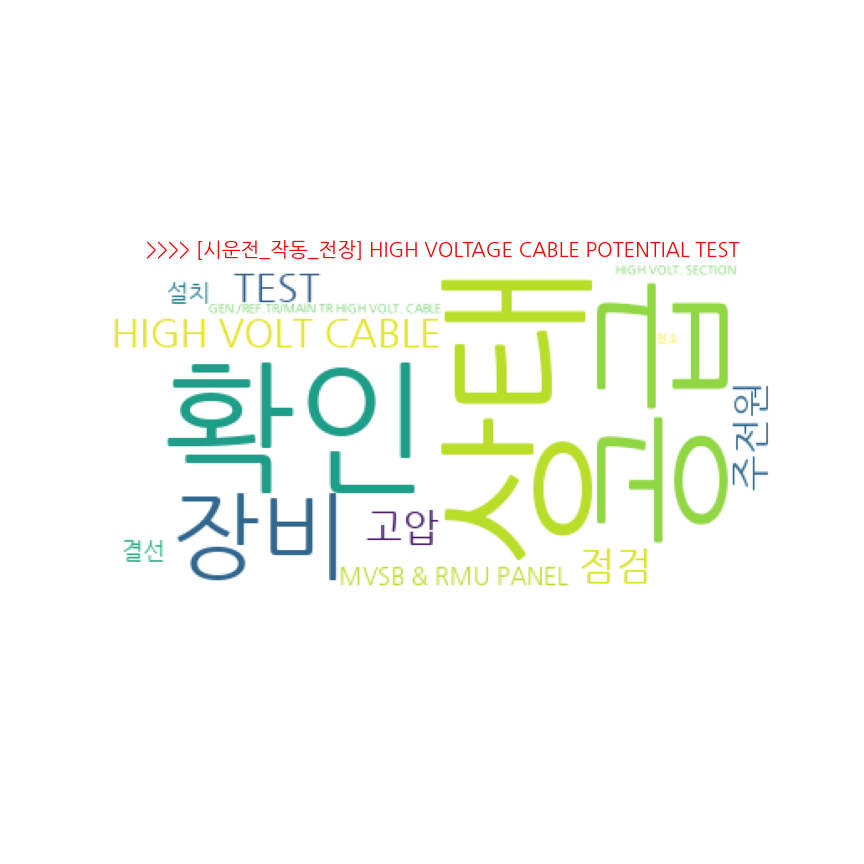 >>>> [시운전_작동_전장] HIGH VOLTAGE CABLE POTENTIAL TEST
HIGH VOLT. SECTION
설치
TEST
GEN./REF.TR/MAIN TR HIGH VOLT. CABLE
HIGH VOLT CABLE
상태
공급
청소
확인
주전원
장비
고압
결선
점검
MVSB & RMU PANEL